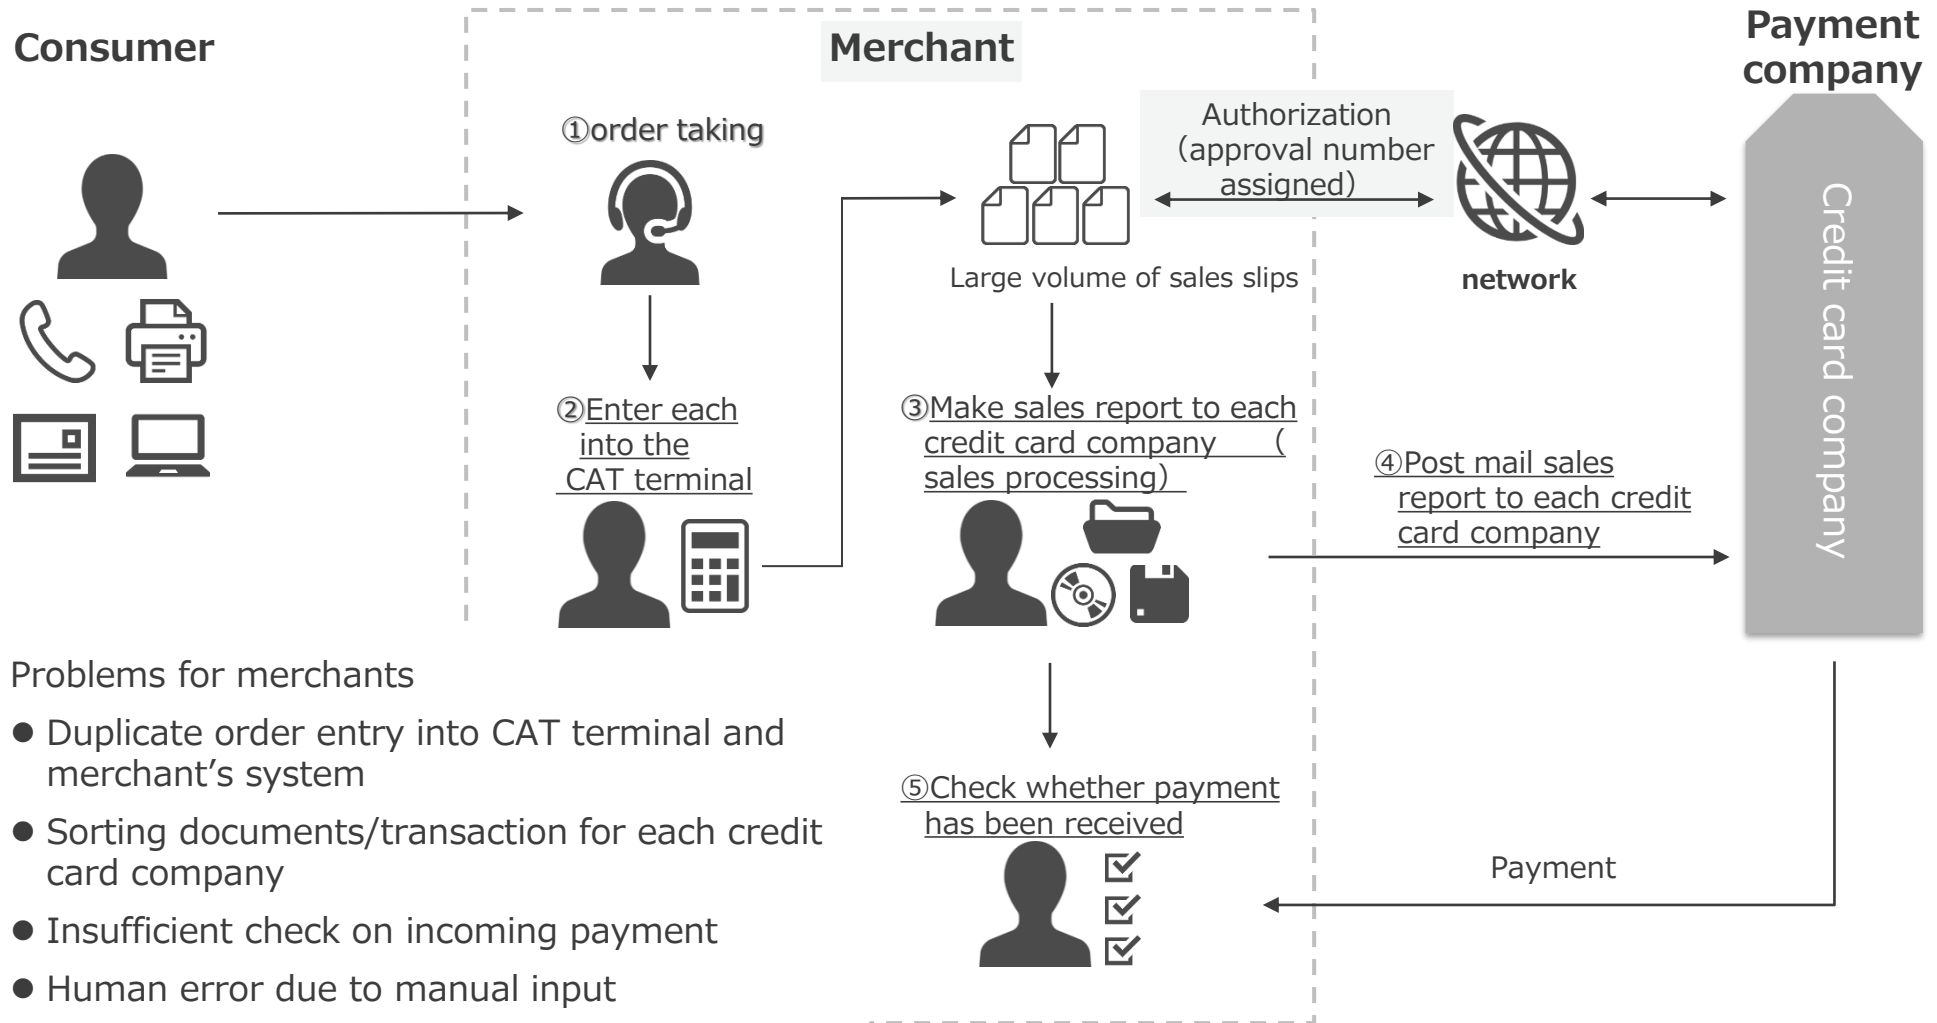 Consumer
Merchant
Payment
company
①order taking
Authorization
（approval number
assigned）
Large volume of sales slips
network
Credit card company
②Enter each
into the
CAT terminal
③Make sales report to each
credit card company （
sales processing）
④Post mail sales
report to each credit
card company
Problems for merchants
● Duplicate order entry into CAT terminal and
merchant’s system
● Sorting documents/transaction for each credit
card company
● Insufficient check on incoming payment
● Human error due to manual input
⑤Check whether payment
has been received
Payment